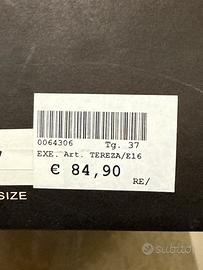 0064306 Tg. 37
EXE. Art. TEREZA/E16
€ 84,90
RE/
SIZE
subito